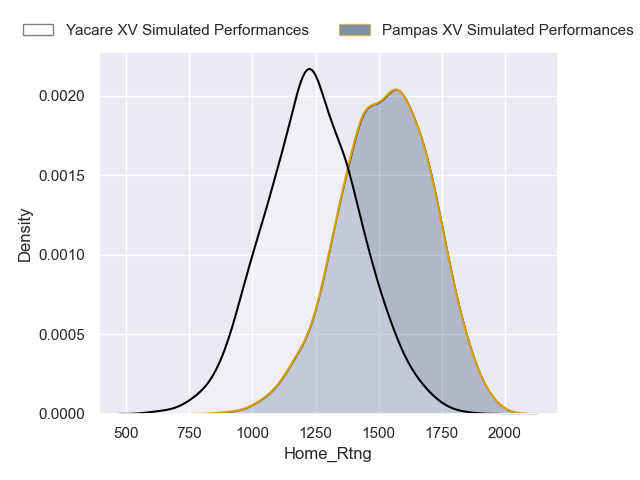 Yacare XV Simulated Performances Pampas XV Simulated Performances
0.0020
0.0015
0.0010
0.0005
0.0000
Density
500 750 1000 1250 1500 1750 2000
Home_Rtng